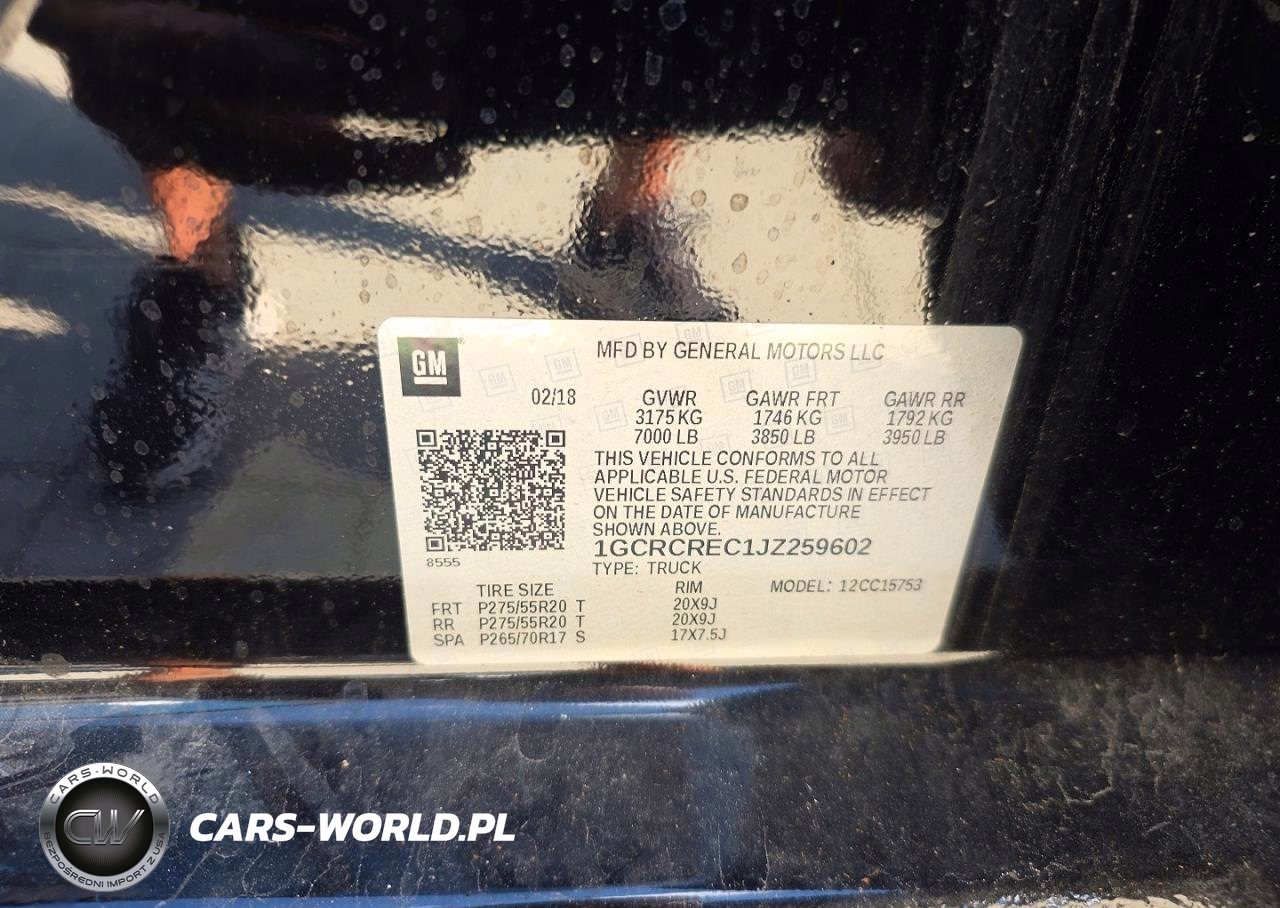 GM
MFD BY GENERAL MOTORS LLC
02/18 GVWR GAWR FRT GAWR RR
3175 KG 1746 KG 1792 KG
7000 LB 3850 LB 3950 LB
THIS VEHICLE CONFORMS TO ALL
APPLICABLE U.S. FEDERAL MOTOR
VEHICLE SAFETY STANDARDS IN EFFECT
ON THE DATE OF MANUFACTURE
SHOWN ABOVE.
8555
1GCRCREC1JZ259602
TYPE: TRUCK
TIRE SIZE RIM MODEL: 12CC15753
FRT P275/55R20 T 20X9J
RR P275/55R20 T 20X9J
SPA P265/70R17 S 17X7.5J
CARS-WORLD
CW
BEZPOŚREDNI IMPORT Z USA
CARS-WORLD.PL